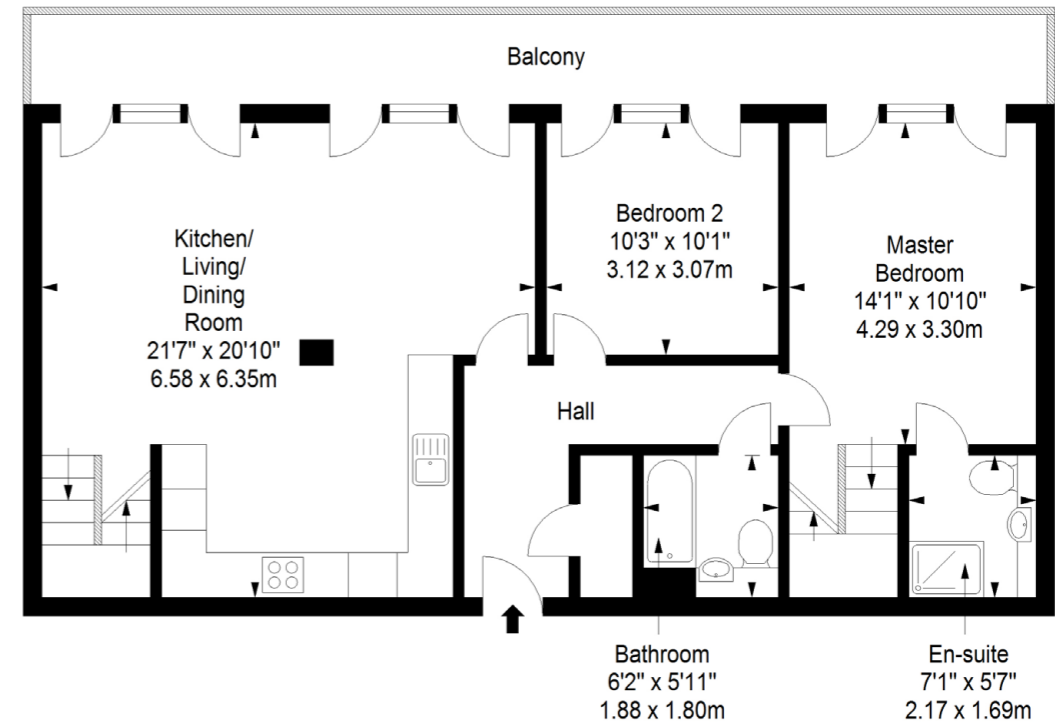 Balcony
Kitchen/
Living/
Dining
Room
21'7" x 20'10"
6.58 x 6.35m
Bedroom 2
10'3" x 10'1"
3.12 x 3.07m
Master
Bedroom
14'1" x 10'10"
4.29 x 3.30m
Hall
Bathroom
6'2" x 5'11"
1.88 x 1.80m
En-suite
7'1" x 5'7"
2.17 x 1.69m